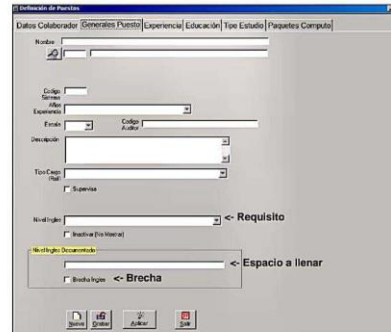 Definición de Puestos
Datos Colaborador Generales Puesto Experiencia Educación Tipo Estudio Paquetes Computo
Nombre
Codigo Sistema
Años Experiencia
Escala
Codigo Auditor
Descripción
Tipo Cargo (Roll)
Supervisa
Nivel Ingles <- Requisito
Inactivar (No Mostrar)
Nivel Ingles Documentado
<- Espacio a llenar
Brecha Ingles <- Brecha
Nuevo Grabar Aplicar Salir